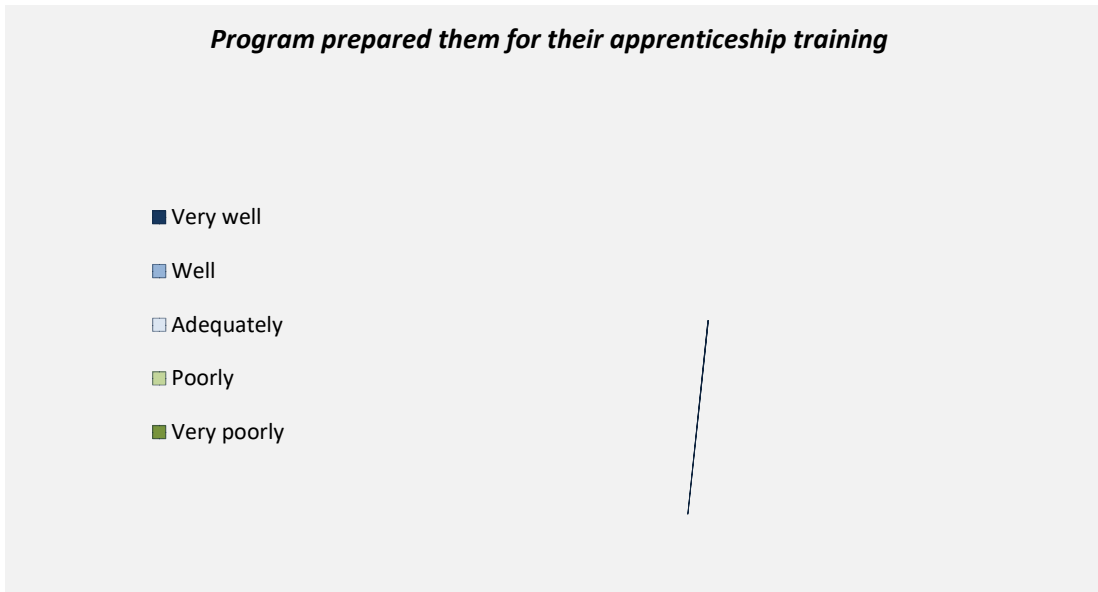 Program prepared them for their apprenticeship training
Very well
Well
Adequately
Poorly
Very poorly